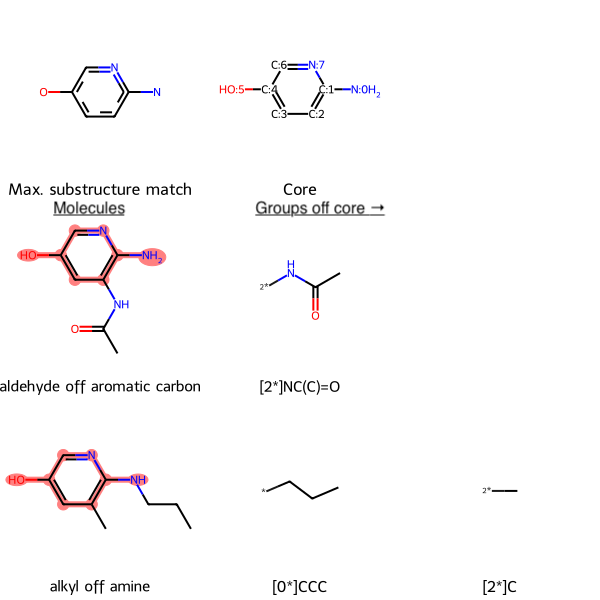 N
O
N
C:6
N:7
HO:5
C:4
C:1
N:0H2
C:3
C:2
Max. substructure match
Core
Molecules
Groups off core →
N
HO
NH2
NH
O
2*
H
N
O
aldehyde off aromatic carbon
[2*]NC(C)=O
N
HO
NH
*
2*
alkyl off amine
[0*]CCC
[2*]C